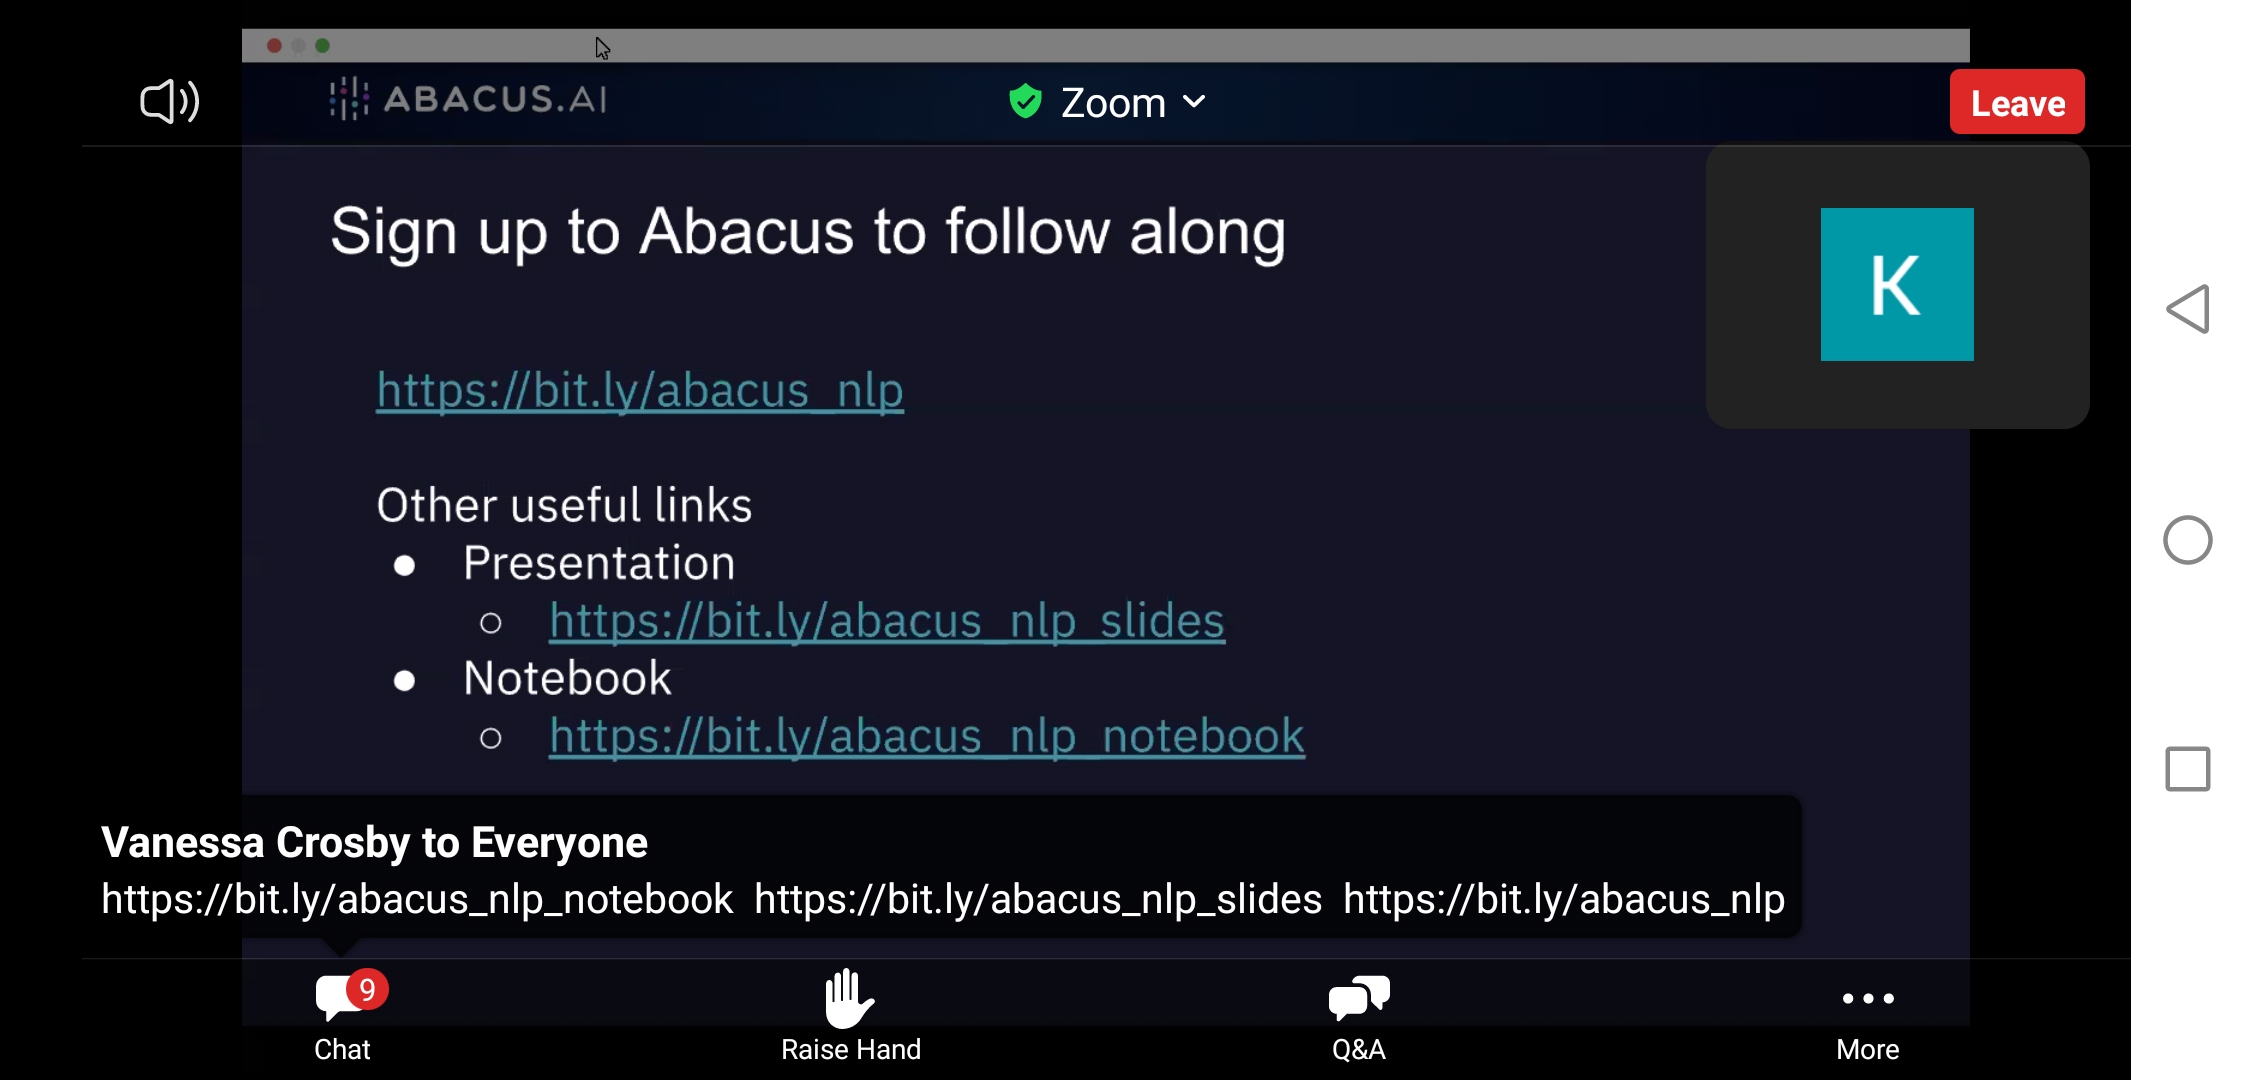 ABACUS.AI
Zoom
Leave
Sign up to Abacus to follow along
K
https://bit.ly/abacus_nlp
Other useful links
● Presentation
○ https://bit.ly/abacus_nlp_slides
● Notebook
○ https://bit.ly/abacus_nlp_notebook
Vanessa Crosby to Everyone
https://bit.ly/abacus_nlp_notebook https://bit.ly/abacus_nlp_slides https://bit.ly/abacus_nlp
9
Chat
Raise Hand
Q&A
More